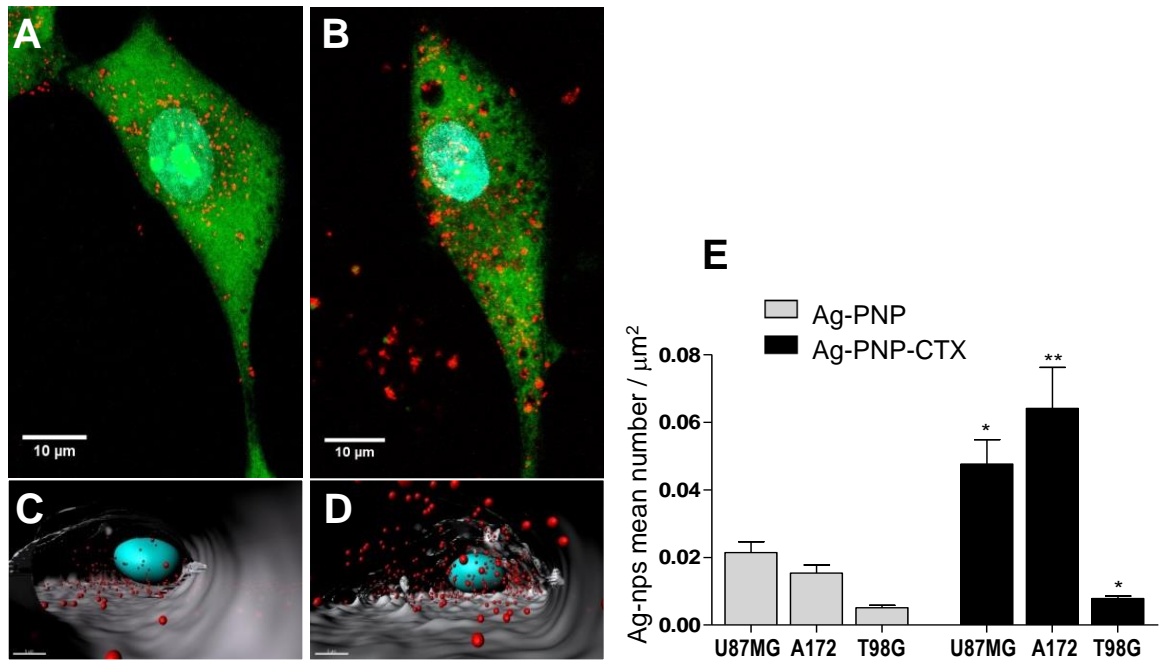 A
B
10 µm
10 µm
C
D
E
Ag-PNP
Ag-PNP-CTX
Ag-nps mean number / µm²
0.08
0.06
0.04
0.02
0.00
*
**
*
U87MG A172 T98G U87MG A172 T98G